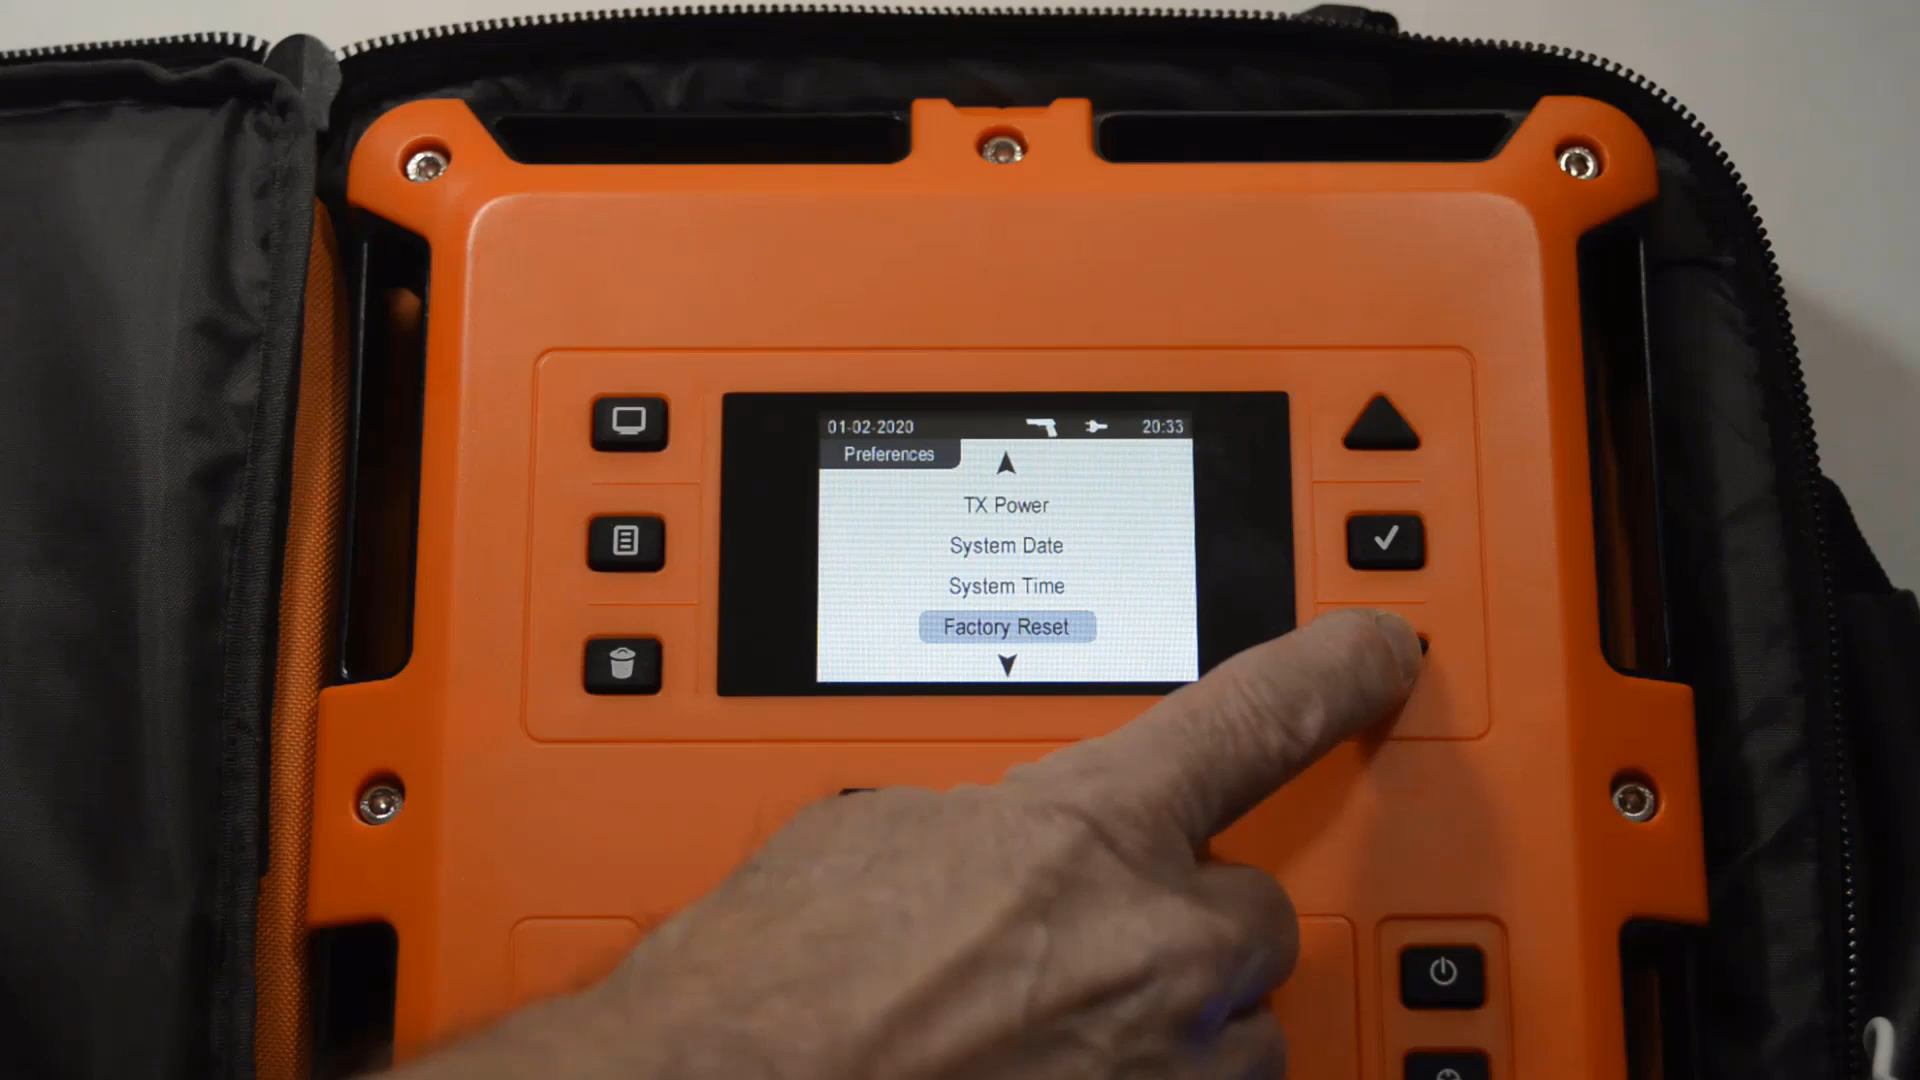 01-02-2020 20:33
Preferences
TX Power
System Date
System Time
Factory Reset